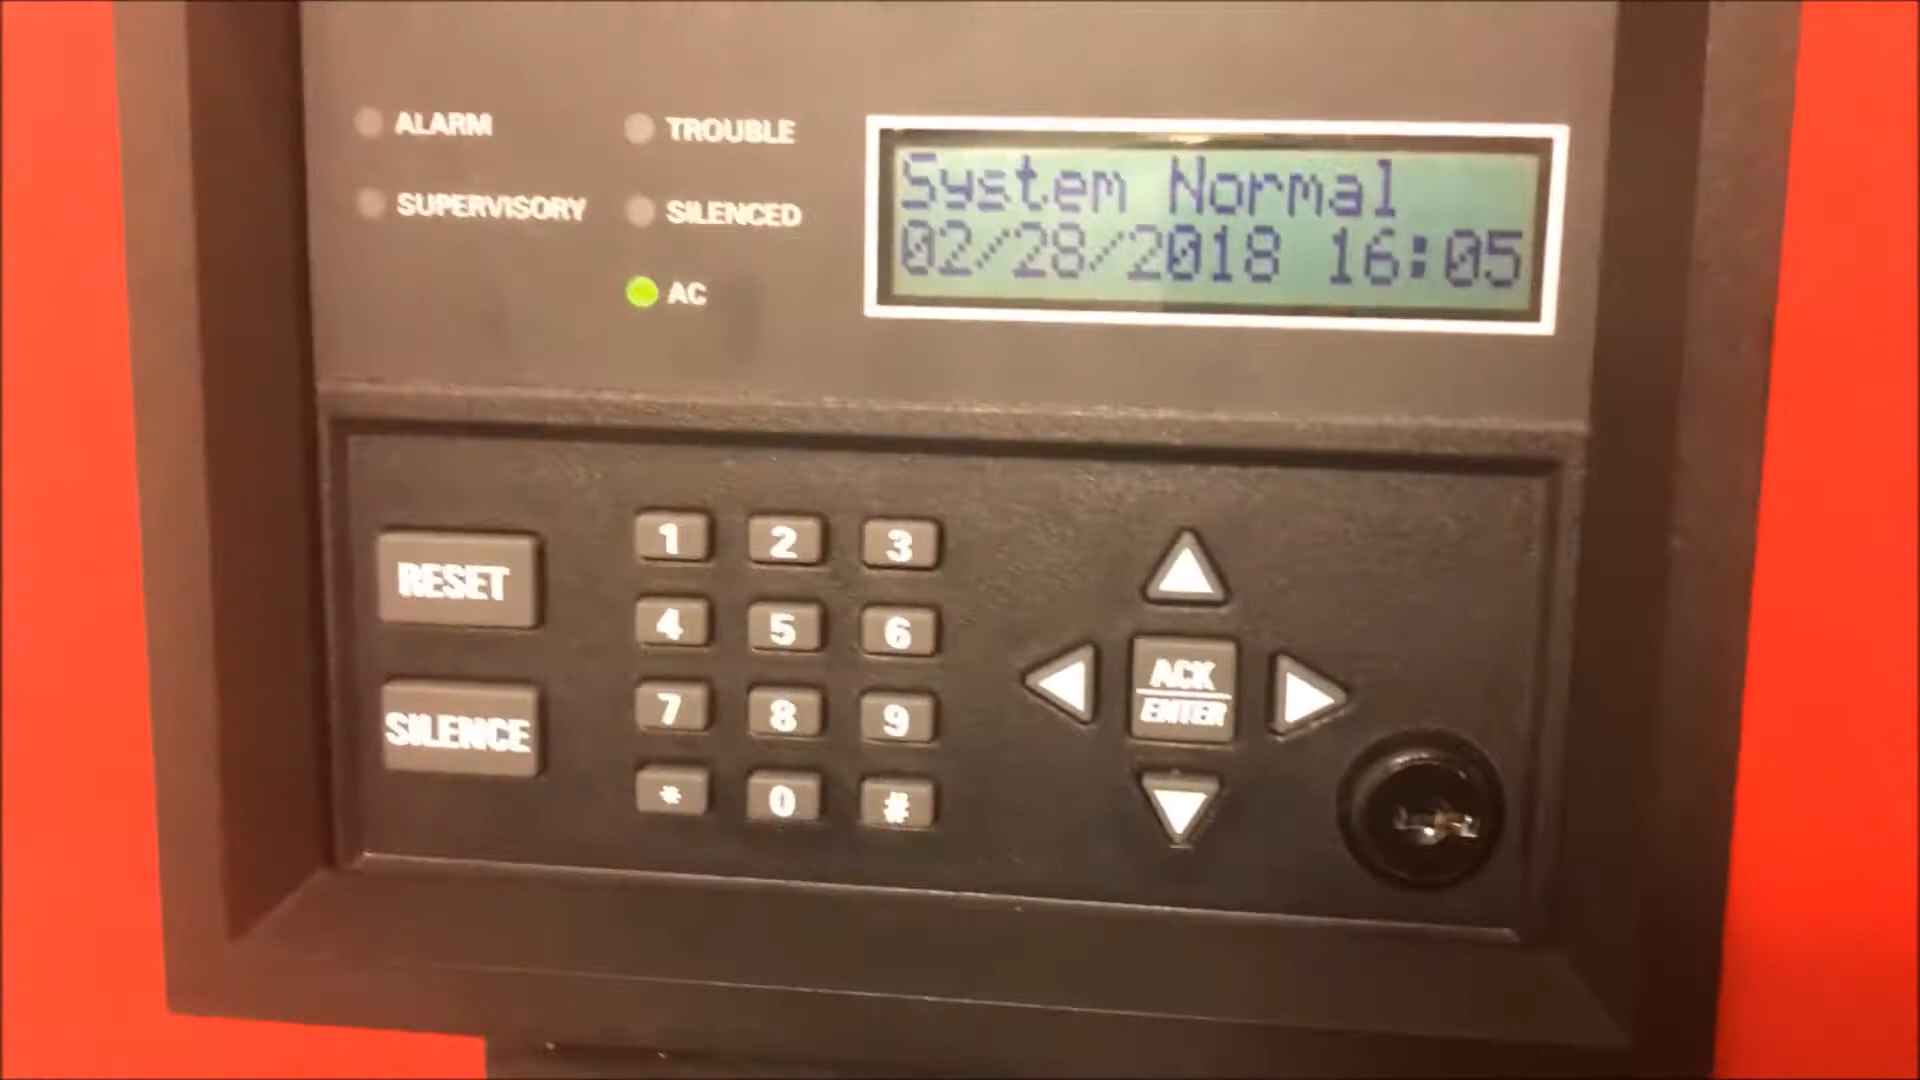 ALARM
TROUBLE
SUPERVISORY
SILENCED
AC
System Normal
02/28/2018 16:05
RESET
SILENCE
1 2 3
4 5 6
7 8 9
* 0 #
ACK
ENTER